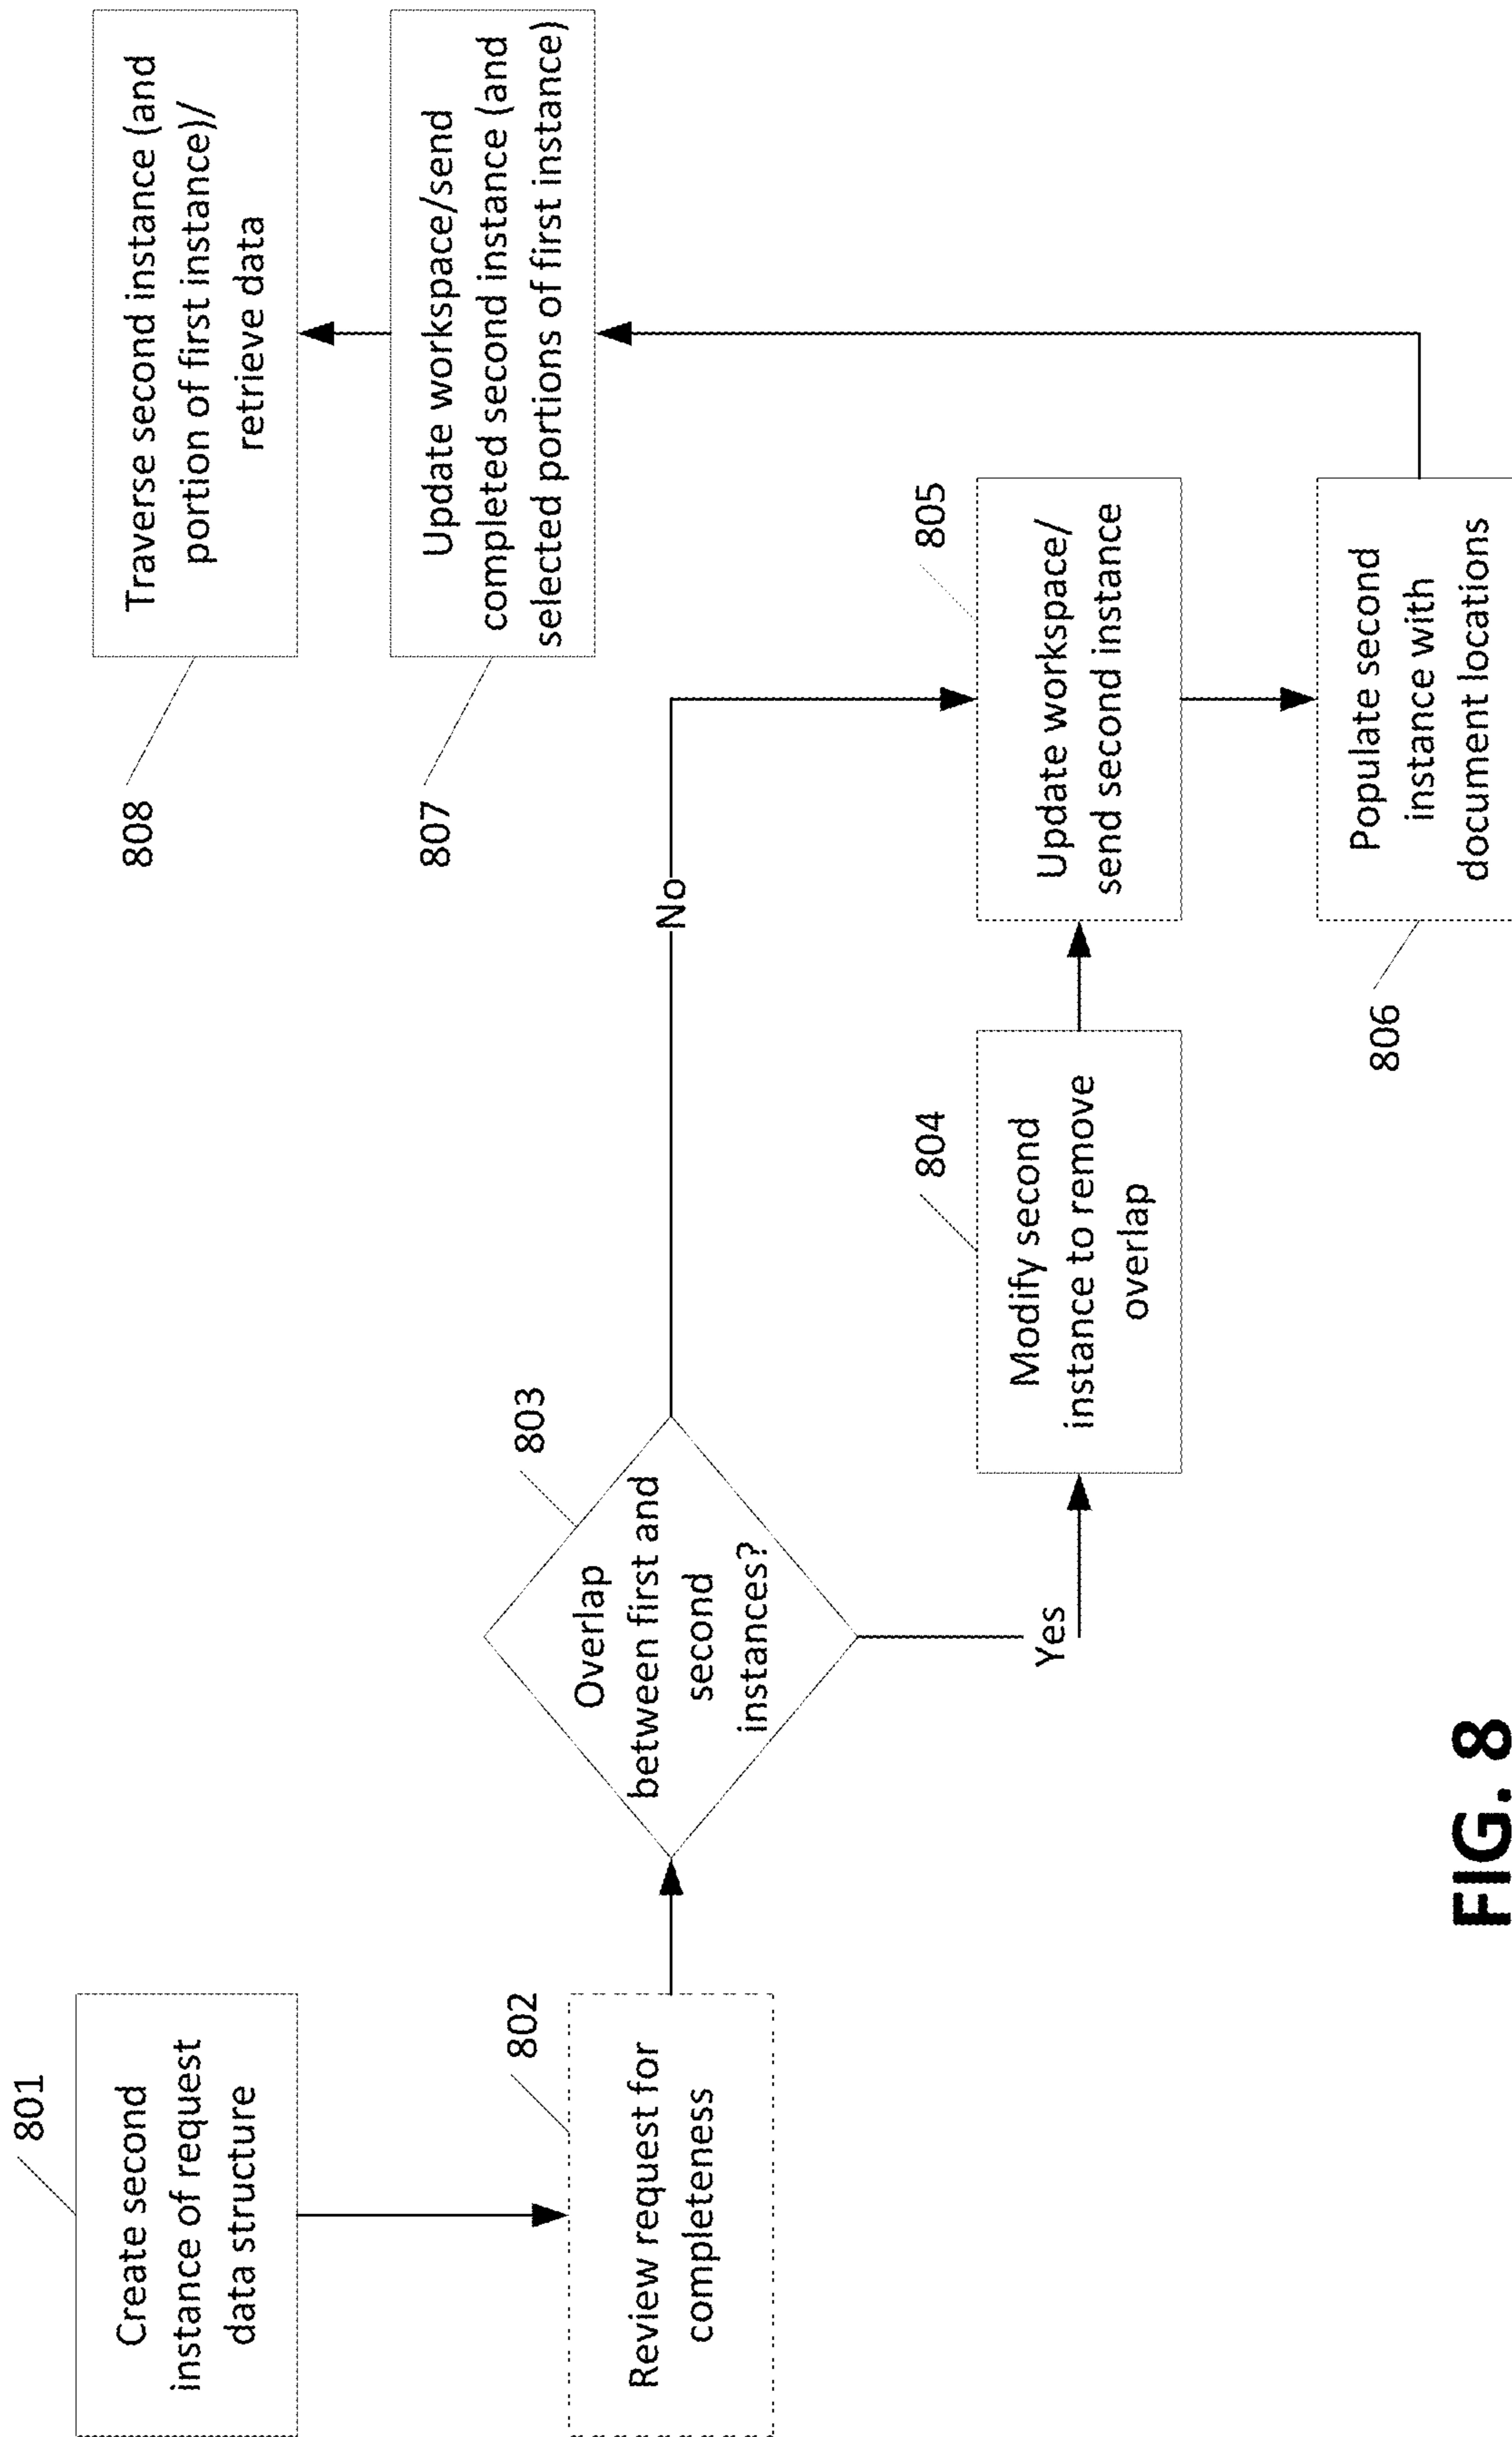 801
Create second
instance of request
data structure
802
Review request for
completeness
803
Overlap
between first and
second
instances?
No
Yes
804
Modify second
instance to remove
overlap
805
Update workspace/
send second instance
806
Populate second
instance with
document locations
807
Update workspace/send
completed second instance (and
selected portions of first instance)
808
Traverse second instance (and
portion of first instance)/
retrieve data
FIG. 8